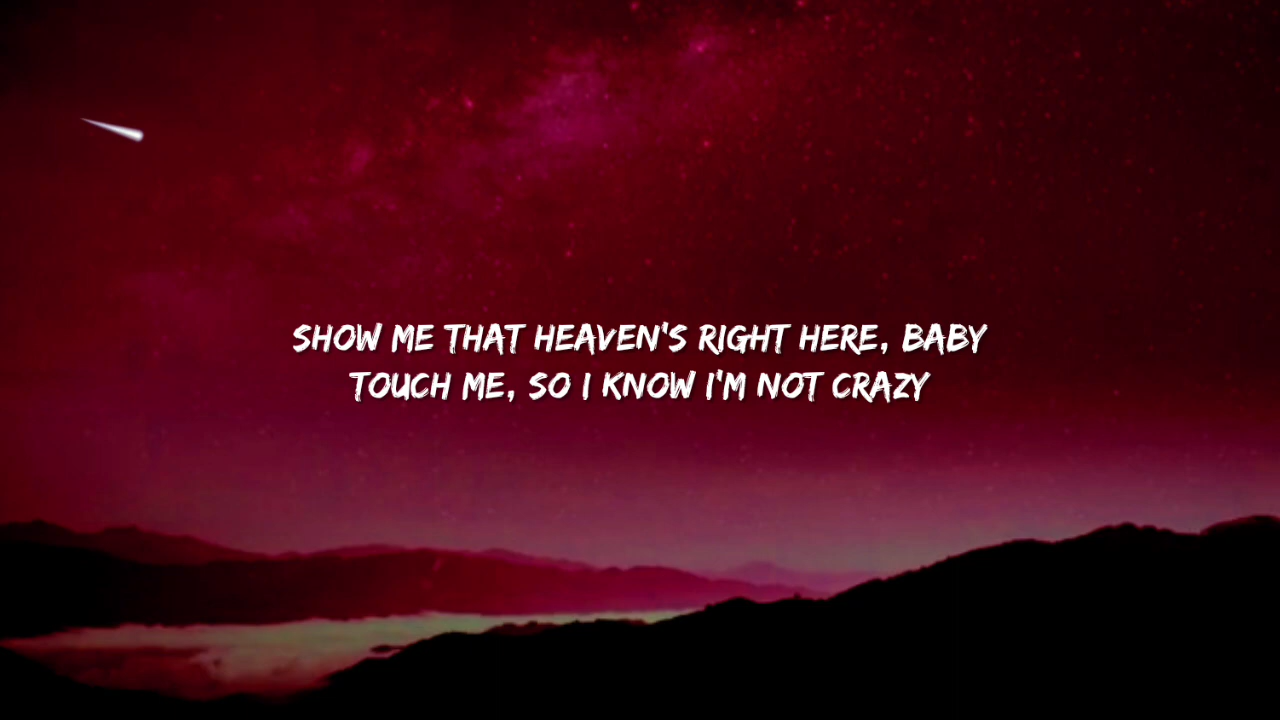 SHOW ME THAT HEAVEN'S RIGHT HERE, BABY
TOUCH ME, SO I KNOW I'M NOT CRAZY